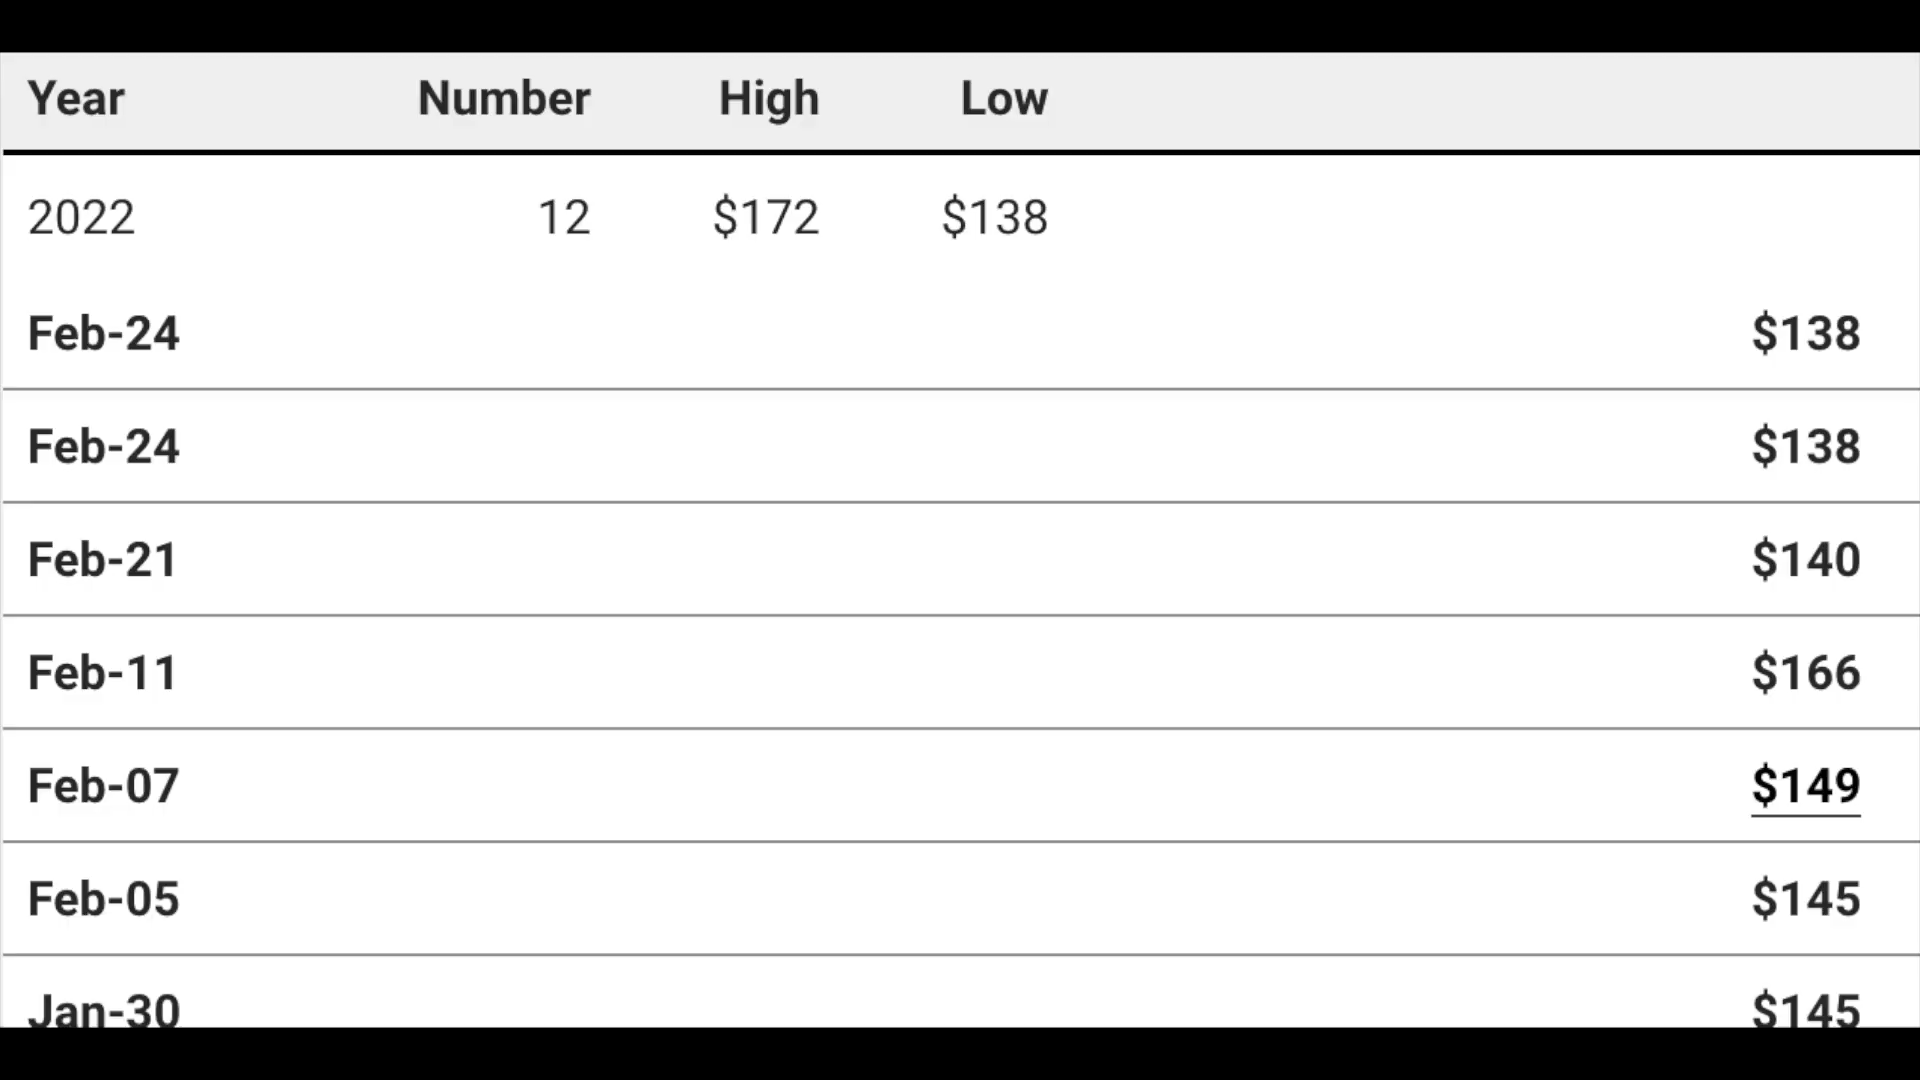 Year Number High Low
2022 12 $172 $138
Feb-24 $138
Feb-24 $138
Feb-21 $140
Feb-11 $166
Feb-07 $149
Feb-05 $145
Jan-30 $145